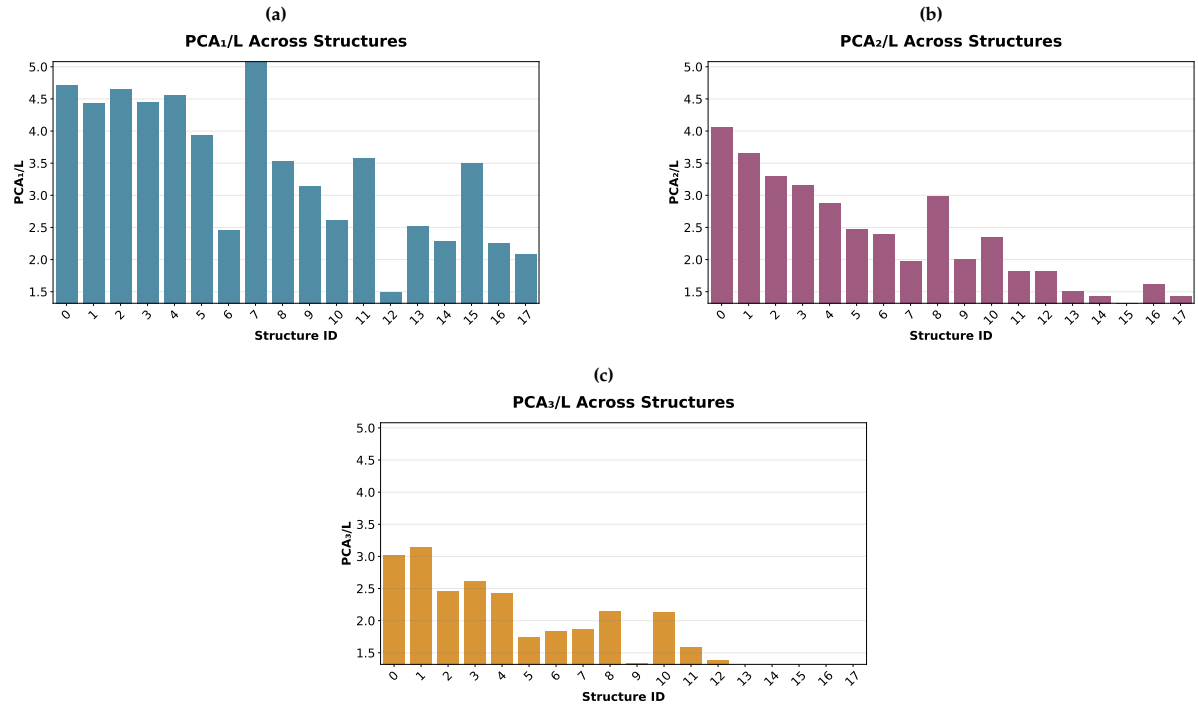 (a)
PCA₁/L Across Structures
PCA₁/L
5.0
4.5
4.0
3.5
3.0
2.5
2.0
1.5
0 1 2 3 4 5 6 7 8 9 10 11 12 13 14 15 16 17
Structure ID
(b)
PCA₂/L Across Structures
PCA₂/L
5.0
4.5
4.0
3.5
3.0
2.5
2.0
1.5
0 1 2 3 4 5 6 7 8 9 10 11 12 13 14 15 16 17
Structure ID
(c)
PCA₃/L Across Structures
PCA₃/L
5.0
4.5
4.0
3.5
3.0
2.5
2.0
1.5
0 1 2 3 4 5 6 7 8 9 10 11 12 13 14 15 16 17
Structure ID